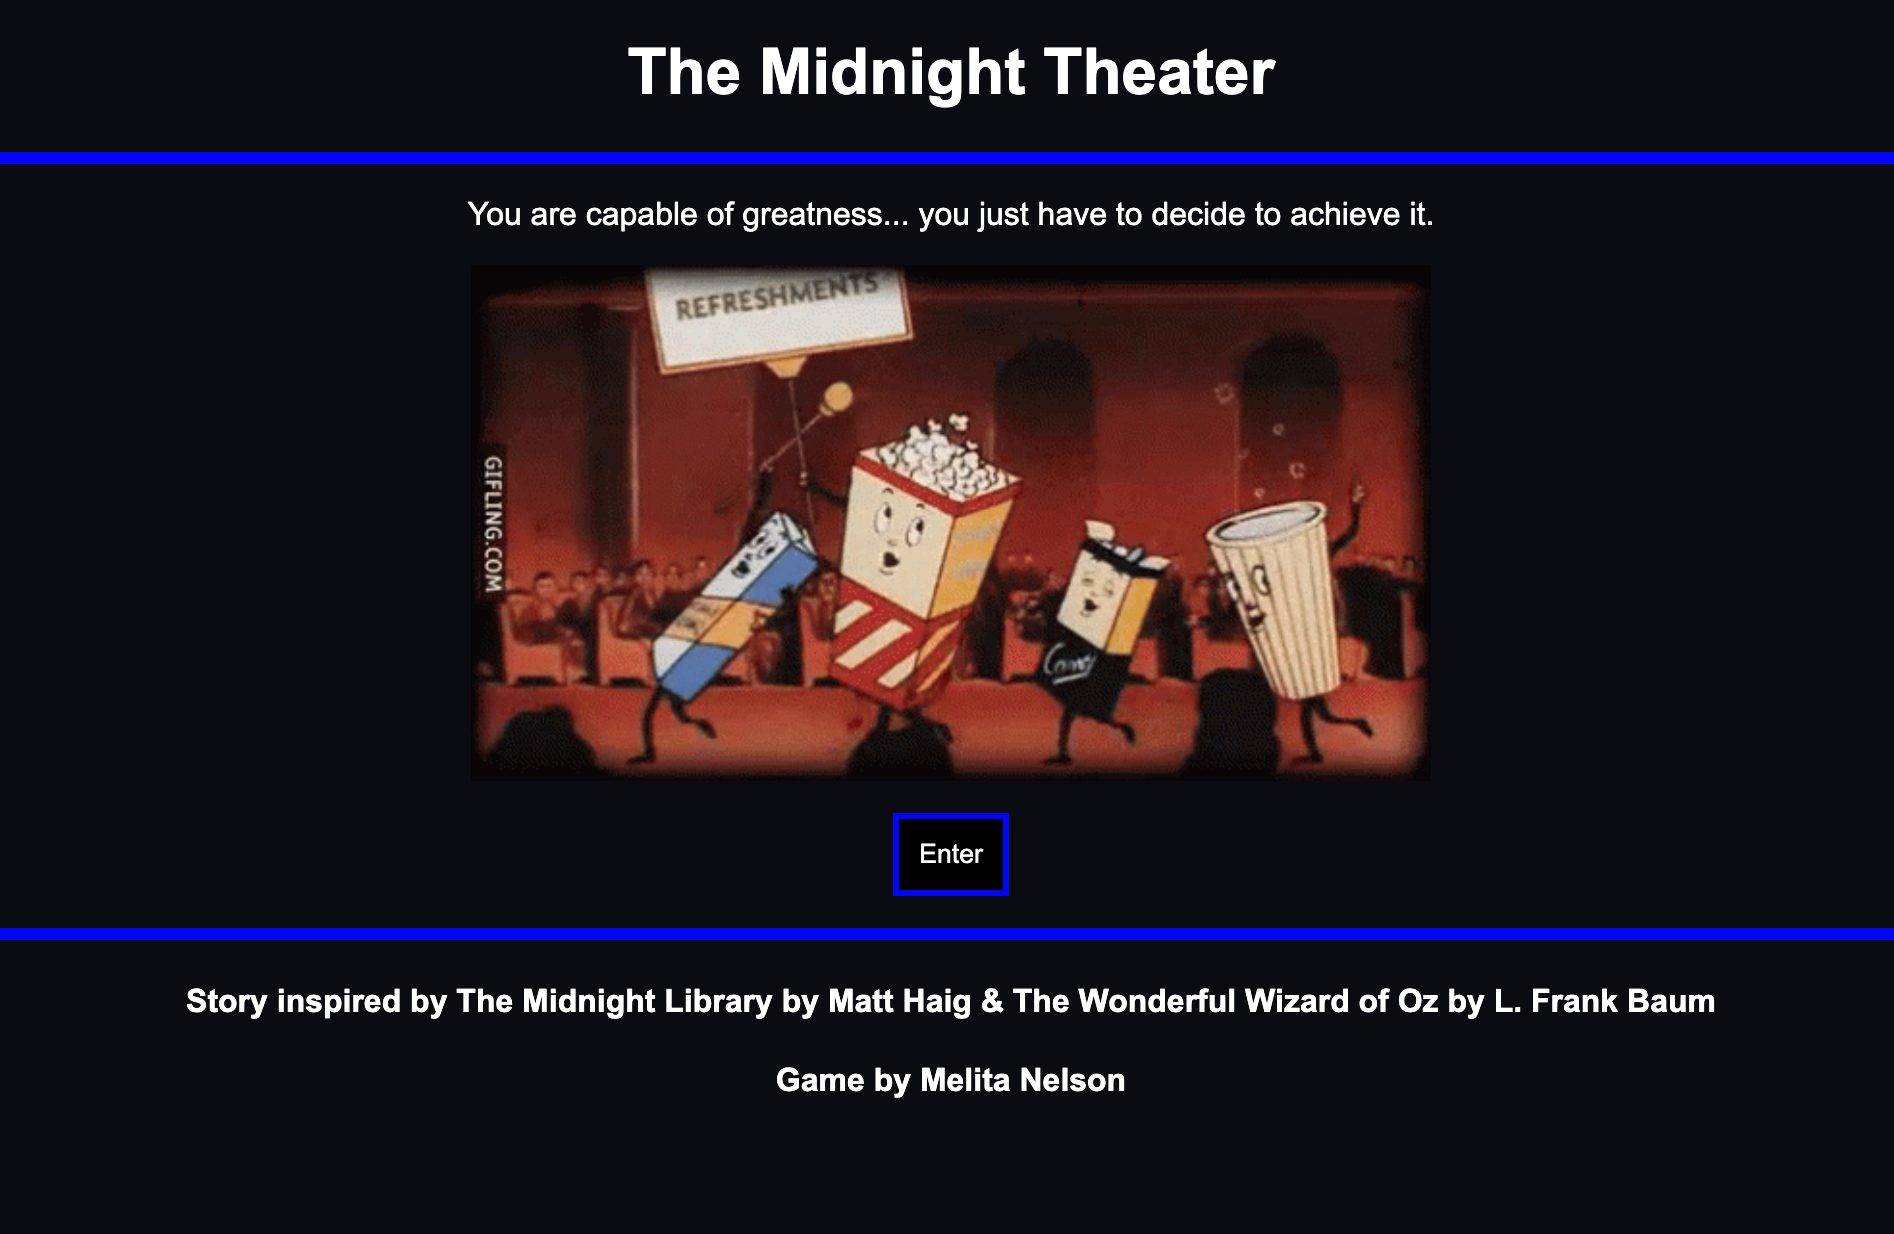 The Midnight Theater
You are capable of greatness... you just have to decide to achieve it.
REFRESHMENTS
GIFLING.COM
Candy
Enter
Story inspired by The Midnight Library by Matt Haig & The Wonderful Wizard of Oz by L. Frank Baum
Game by Melita Nelson